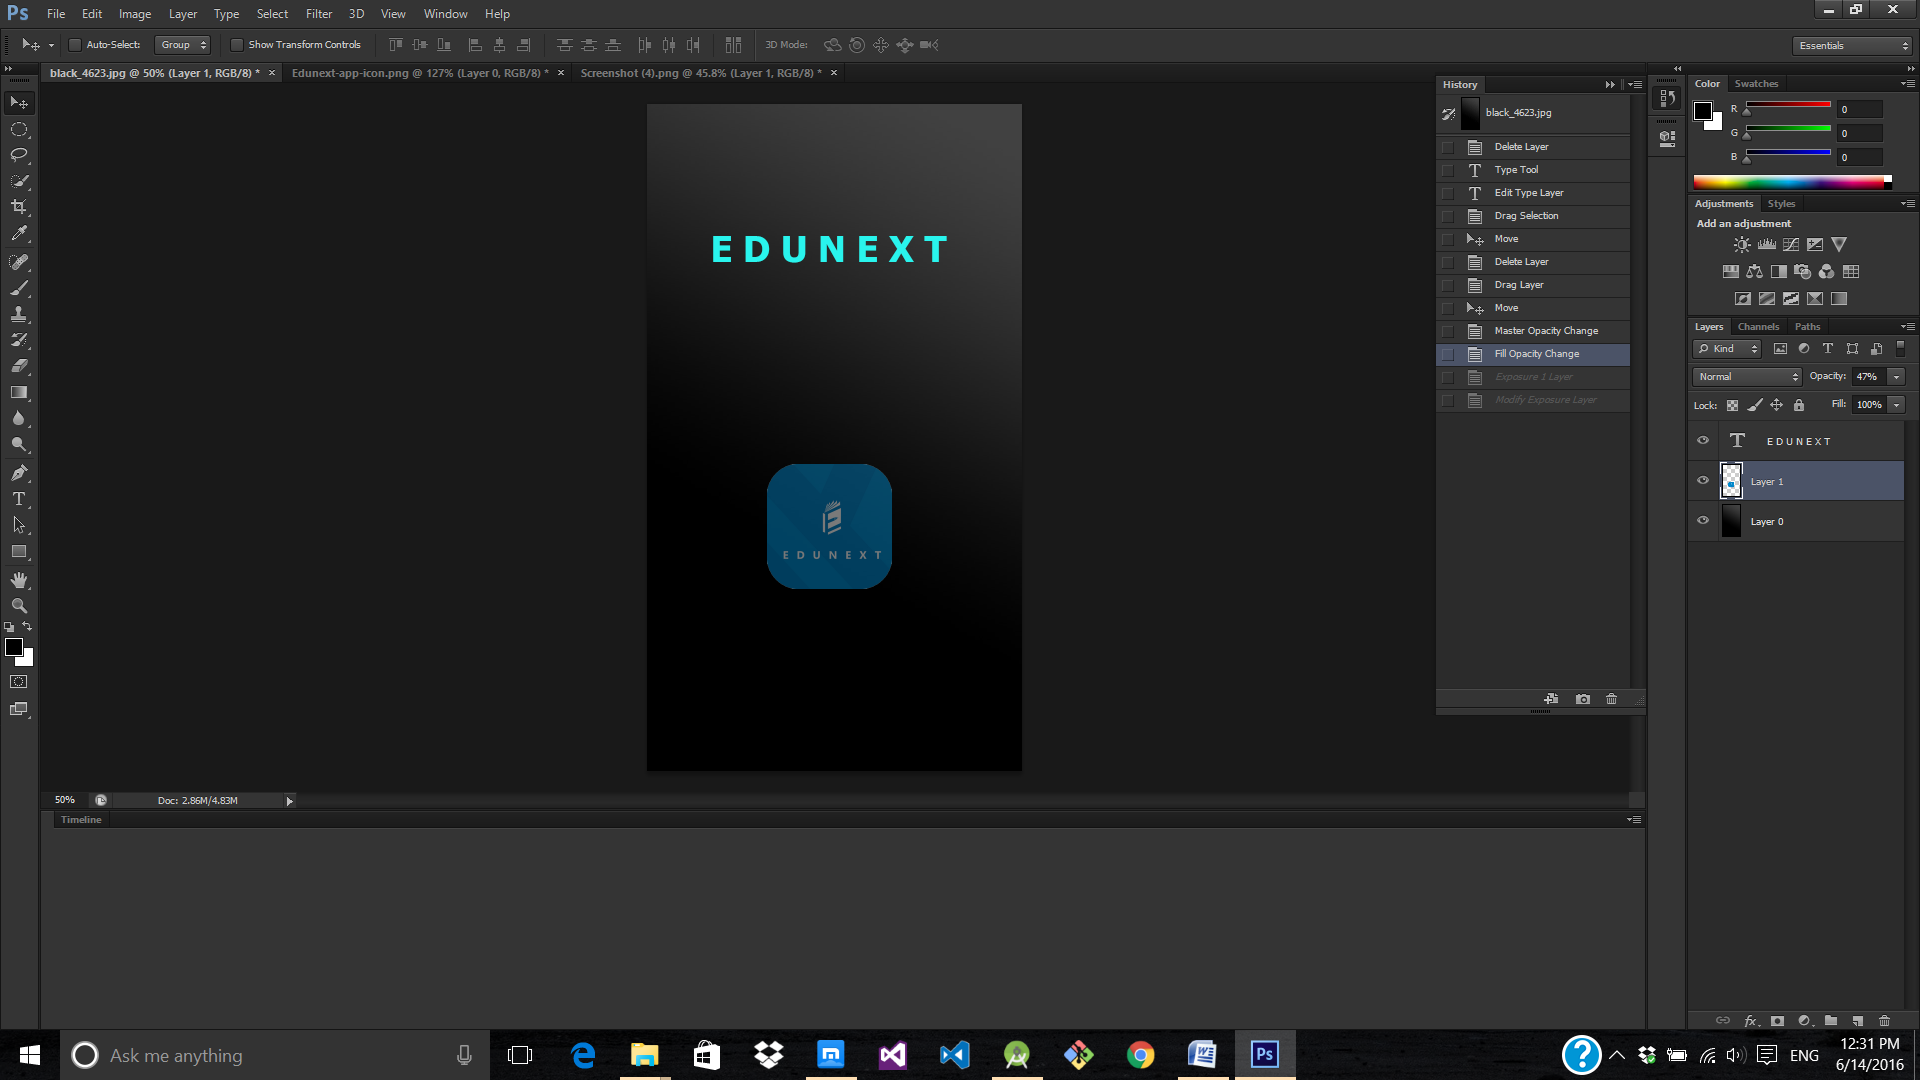 Ps File Edit Image Layer Type Select Filter 3D View Window Help
Auto-Select: Group Show Transform Controls 3D Mode: Essentials
black_4623.jpg @ 50% (Layer 1, RGB/8) * Edunext-app-icon.png @ 127% (Layer 0, RGB/8) * Screenshot (4).png @ 45.8% (Layer 1, RGB/8) *
History
black_4623.jpg
Delete Layer
Type Tool
Edit Type Layer
Drag Selection
Move
Delete Layer
Drag Layer
Move
Master Opacity Change
Fill Opacity Change
Exposure 1 Layer
Modify Exposure Layer
Color Swatches
R 0
G 0
B 0
Adjustments Styles
Add an adjustment
Layers Channels Paths
Kind
Normal Opacity: 47%
Lock: Fill: 100%
E D U N E X T
Layer 1
Layer 0
EDUNEXT
EDUNEXT
50% Doc: 2.86M/4.83M
Timeline
Ask me anything
Ps
ENG
12:31 PM
6/14/2016